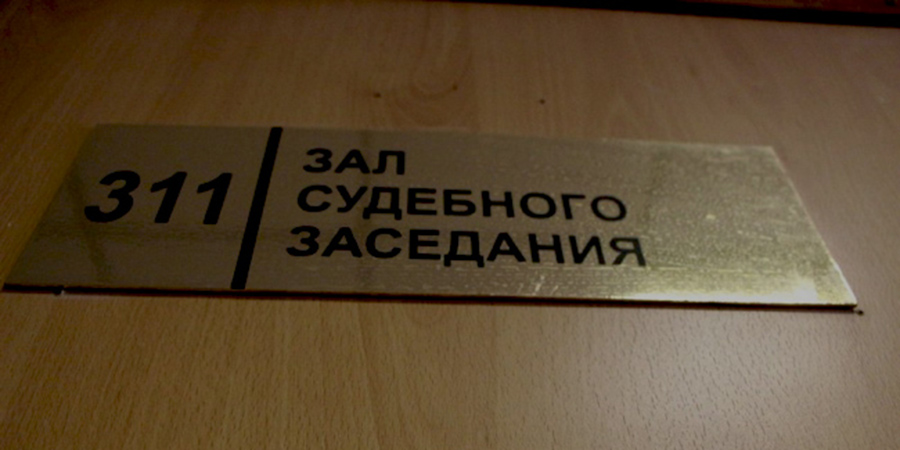 311
ЗАЛ
СУДЕБНОГО
ЗАСЕДАНИЯ